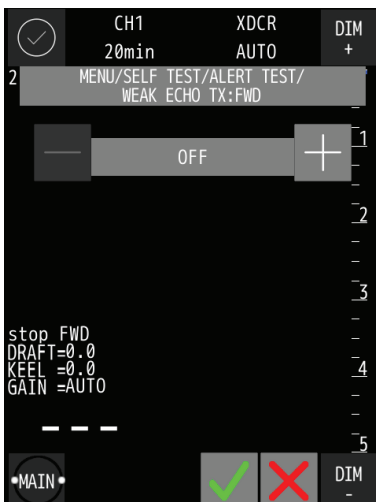 CH1 XDCR DIM
20min AUTO +
2 MENU/SELF TEST/ALERT TEST/
WEAK ECHO TX:FWD
1
— OFF +
2
3
stop FWD
DRAFT=0.0
KEEL =0.0
4
GAIN =AUTO
– – –
5
•MAIN• DIM
-